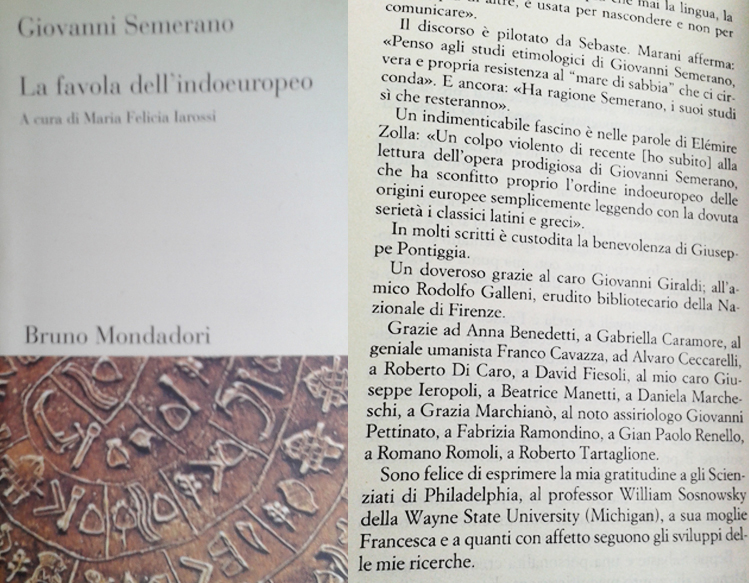 Giovanni Semerano
La favola dell'indoeuropeo
A cura di Maria Felicia Iarossi
Bruno Mondadori
che mai la lingua, la
altre, è usata per nascondere e non per
comunicare».
Il discorso è pilotato da Sebaste. Marani afferma:
«Penso agli studi etimologici di Giovanni Semerano,
vera e propria resistenza al "mare di sabbia" che ci cir-
conda». E ancora: «Ha ragione Semerano, i suoi studi
sì che resteranno».
Un indimenticabile fascino è nelle parole di Elémire
Zolla: «Un colpo violento di recente [ho subito] alla
lettura dell'opera prodigiosa di Giovanni Semerano,
che ha sconfitto proprio l'ordine indoeuropeo delle
origini europee semplicemente leggendo con la dovuta
serietà i classici latini e greci».
In molti scritti è custodita la benevolenza di Giusep-
pe Pontiggia.
Un doveroso grazie al caro Giovanni Giraldi; all'a-
mico Rodolfo Galleni, erudito bibliotecario della Na-
zionale di Firenze.
Grazie ad Anna Benedetti, a Gabriella Caramore, al
geniale umanista Franco Cavazza, ad Alvaro Ceccarelli,
a Roberto Di Caro, a David Fiesoli, al mio caro Giu-
seppe Ieropoli, a Beatrice Manetti, a Daniela Marche-
schi, a Grazia Marchianò, al noto assiriologo Giovanni
Pettinato, a Fabrizia Ramondino, a Gian Paolo Renello,
a Romano Romoli, a Roberto Tartaglione.
Sono felice di esprimere la mia gratitudine a gli Scien-
ziati di Philadelphia, al professor William Sosnowsky
della Wayne State University (Michigan), a sua moglie
Francesca e a quanti con affetto seguono gli sviluppi del-
le mie ricerche.